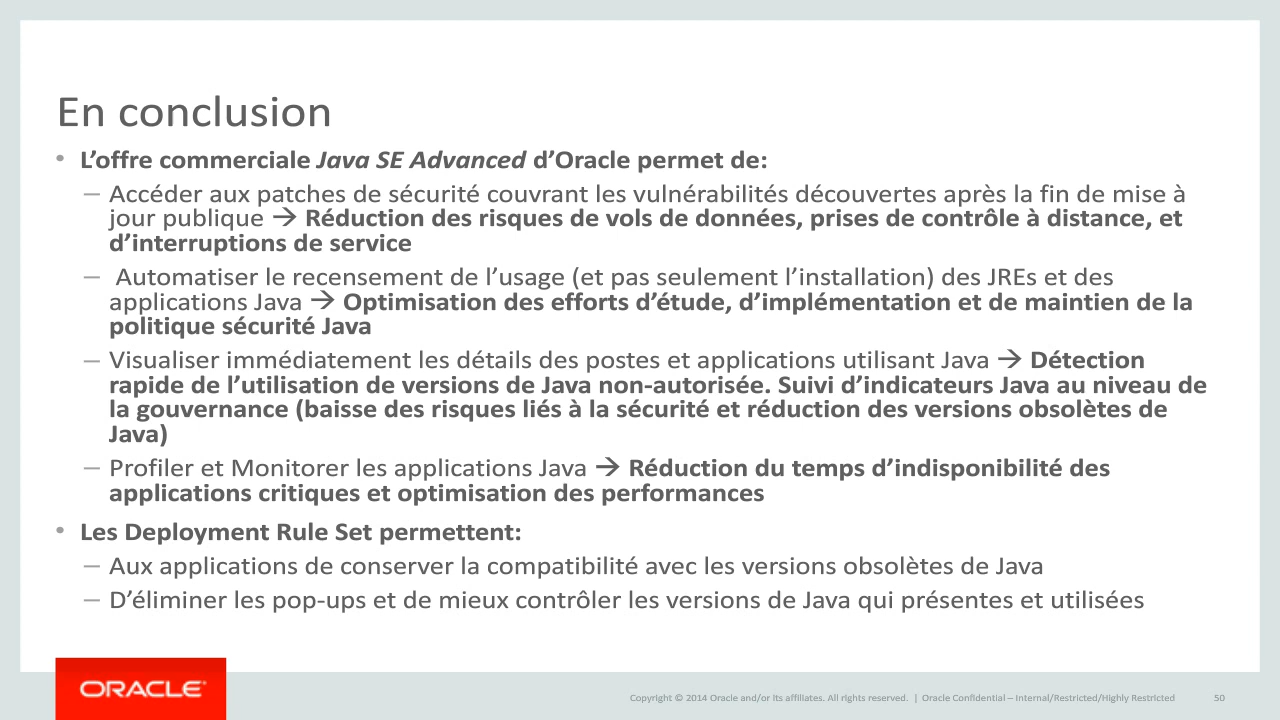 En conclusion
• L’offre commerciale Java SE Advanced d’Oracle permet de:
– Accéder aux patches de sécurité couvrant les vulnérabilités découvertes après la fin de mise à
jour publique → Réduction des risques de vols de données, prises de contrôle à distance, et
d’interruptions de service
– Automatiser le recensement de l’usage (et pas seulement l’installation) des JREs et des
applications Java → Optimisation des efforts d’étude, d’implémentation et de maintien de la
politique sécurité Java
– Visualiser immédiatement les détails des postes et applications utilisant Java → Détection
rapide de l’utilisation de versions de Java non-autorisée. Suivi d’indicateurs Java au niveau de
la gouvernance (baisse des risques liés à la sécurité et réduction des versions obsolètes de
Java)
– Profiler et Monitorer les applications Java → Réduction du temps d’indisponibilité des
applications critiques et optimisation des performances
• Les Deployment Rule Set permettent:
– Aux applications de conserver la compatibilité avec les versions obsolètes de Java
– D’éliminer les pop-ups et de mieux contrôler les versions de Java qui présentes et utilisées
ORACLE®
Copyright © 2014 Oracle and/or its affiliates. All rights reserved. | Oracle Confidential – Internal/Restricted/Highly Restricted 50